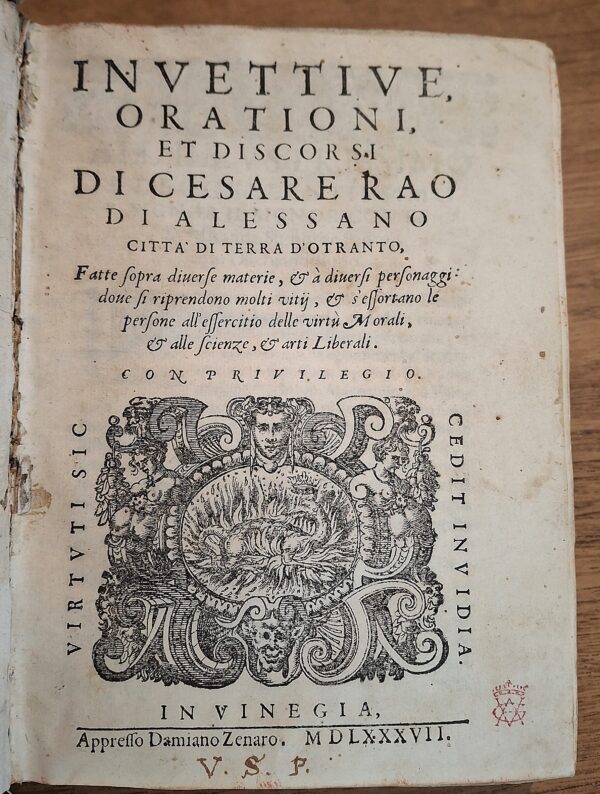 INVETTIVE,
ORATIONI,
ET DISCORSI
DI CESARE RAO
DI ALESSANO
CITTA' DI TERRA D'OTRANTO,
Fatte sopra diuerse materie, & à diuersi personaggi:
doue si riprendono molti vitij, & s'essortano le
persone all'essercitio delle virtù Morali,
& alle scienze, & arti Liberali.
CON PRIVILEGIO.
VIRTVTI SIC
CEDIT INVIDIA.
IN VINEGIA,
Appresso Damiano Zenaro. MDLXXXVII.
V. S. P.